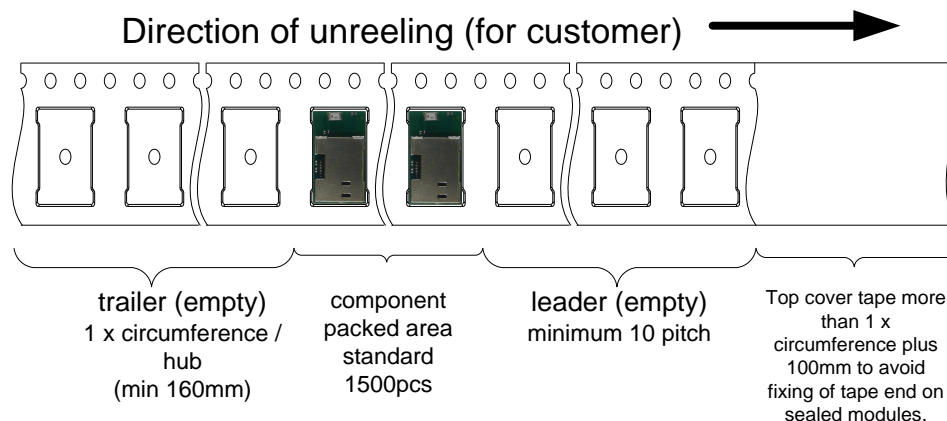 Direction of unreeling (for customer)
trailer (empty)
1 x circumference /
hub
(min 160mm)
component
packed area
standard
1500pcs
leader (empty)
minimum 10 pitch
Top cover tape more
than 1 x
circumference plus
100mm to avoid
fixing of tape end on
sealed modules.